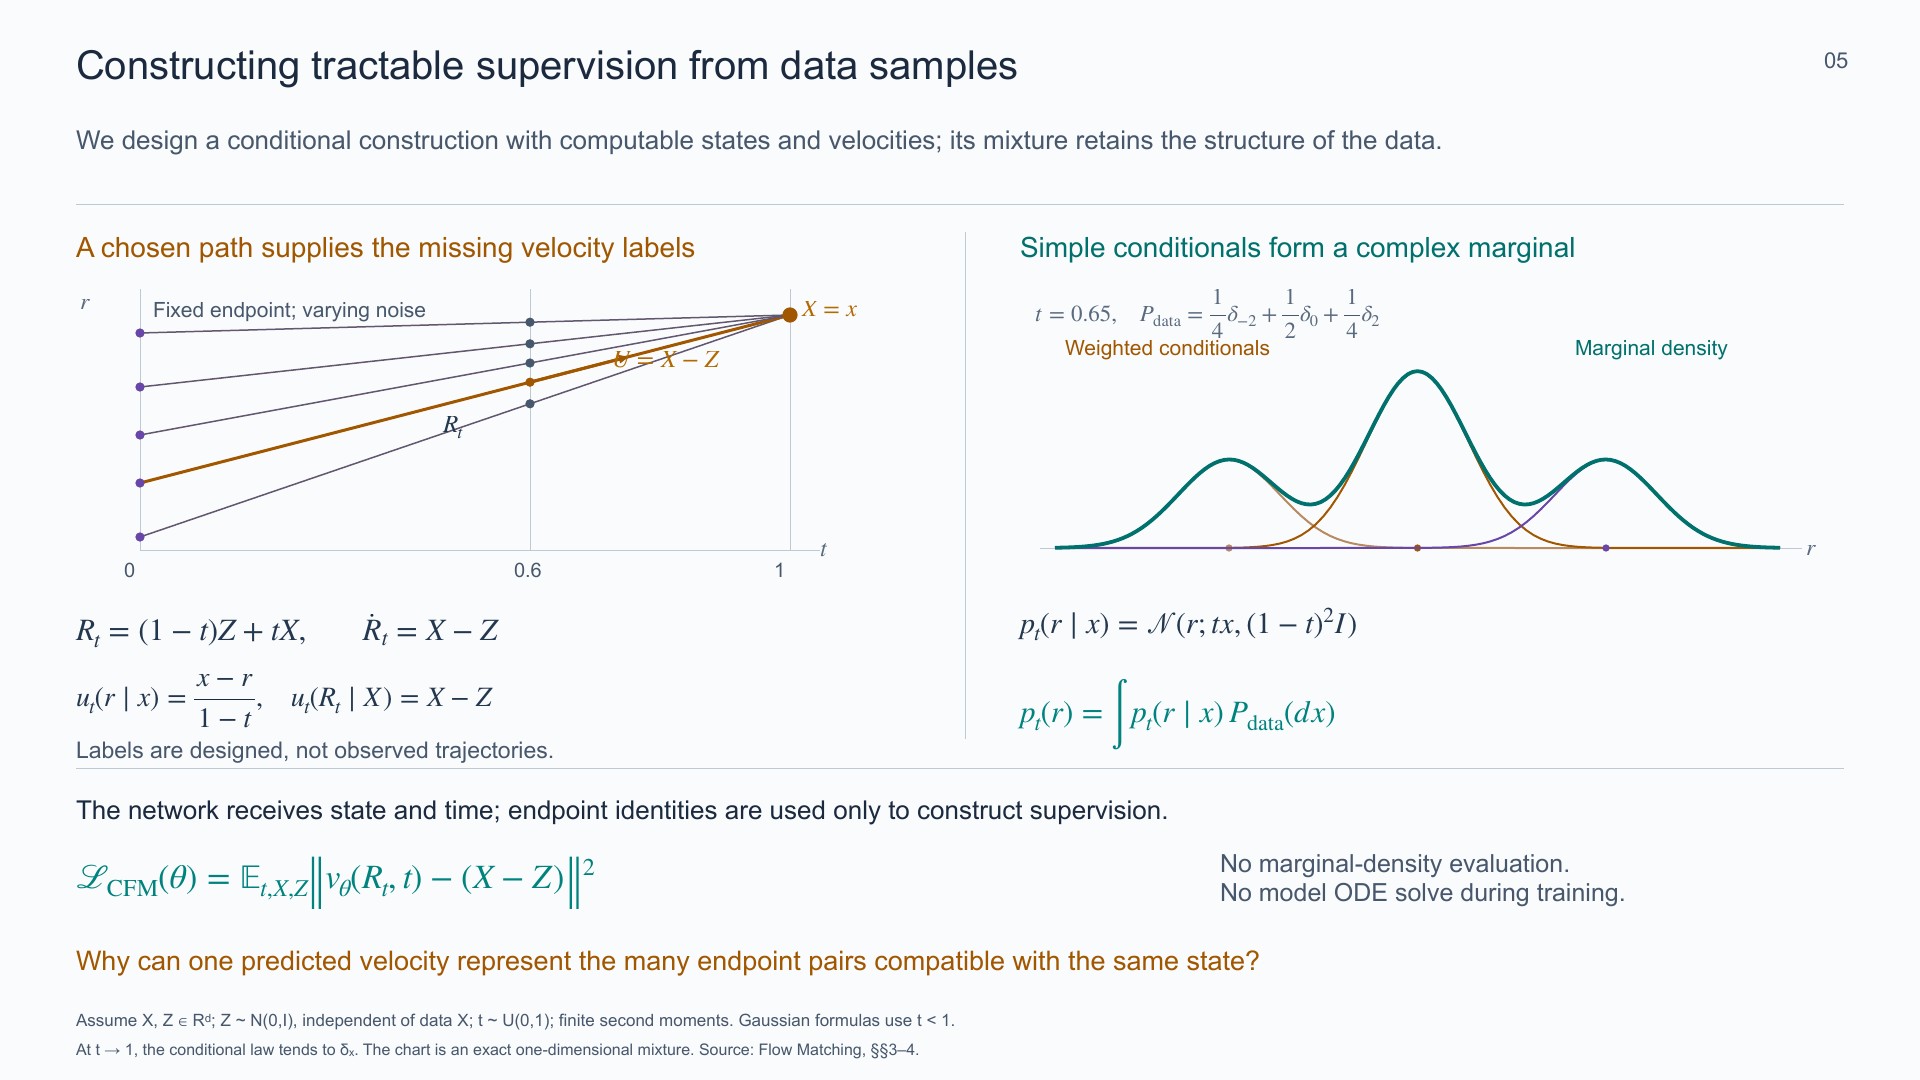 Constructing tractable supervision from data samples
05
We design a conditional construction with computable states and velocities; its mixture retains the structure of the data.
A chosen path supplies the missing velocity labels
r
Fixed endpoint; varying noise
X = x
U = X − Z
R_t
t
0
0.6
1
R_t = (1 − t)Z + tX, Ṙ_t = X − Z
u_t(r | x) = \frac{x − r}{1 − t}, u_t(R_t | X) = X − Z
Labels are designed, not observed trajectories.
Simple conditionals form a complex marginal
t = 0.65, P_data = \frac{1}{4}δ_{−2} + \frac{1}{2}δ_0 + \frac{1}{4}δ_2
Weighted conditionals
Marginal density
r
p_t(r | x) = 𝒩(r; tx, (1 − t)²I)
p_t(r) = ∫ p_t(r | x) P_data(dx)
The network receives state and time; endpoint identities are used only to construct supervision.
ℒ_CFM(θ) = 𝔼_{t,X,Z}‖v_θ(R_t, t) − (X − Z)‖²
No marginal-density evaluation.
No model ODE solve during training.
Why can one predicted velocity represent the many endpoint pairs compatible with the same state?
Assume X, Z ∈ Rᵈ; Z ~ N(0,I), independent of data X; t ~ U(0,1); finite second moments. Gaussian formulas use t < 1.
At t → 1, the conditional law tends to δₓ. The chart is an exact one-dimensional mixture. Source: Flow Matching, §§3–4.